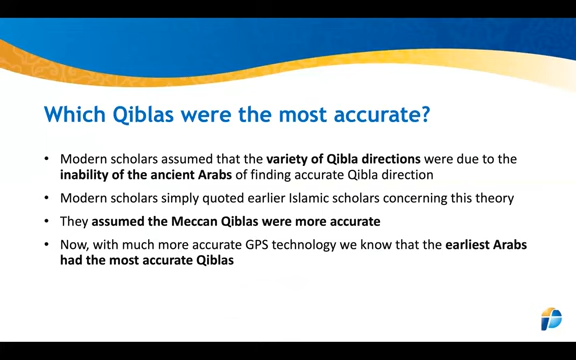 Which Qiblas were the most accurate?
• Modern scholars assumed that the variety of Qibla directions were due to the
inability of the ancient Arabs of finding accurate Qibla direction
• Modern scholars simply quoted earlier Islamic scholars concerning this theory
• They assumed the Meccan Qiblas were more accurate
• Now, with much more accurate GPS technology we know that the earliest Arabs
had the most accurate Qiblas